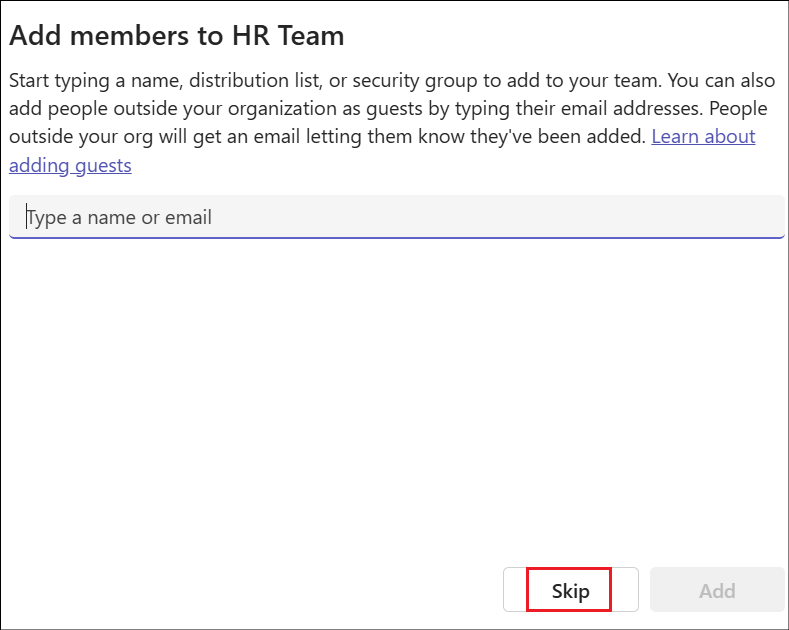 Add members to HR Team
Start typing a name, distribution list, or security group to add to your team. You can also
add people outside your organization as guests by typing their email addresses. People
outside your org will get an email letting them know they've been added. Learn about
adding guests
Type a name or email
Skip
Add